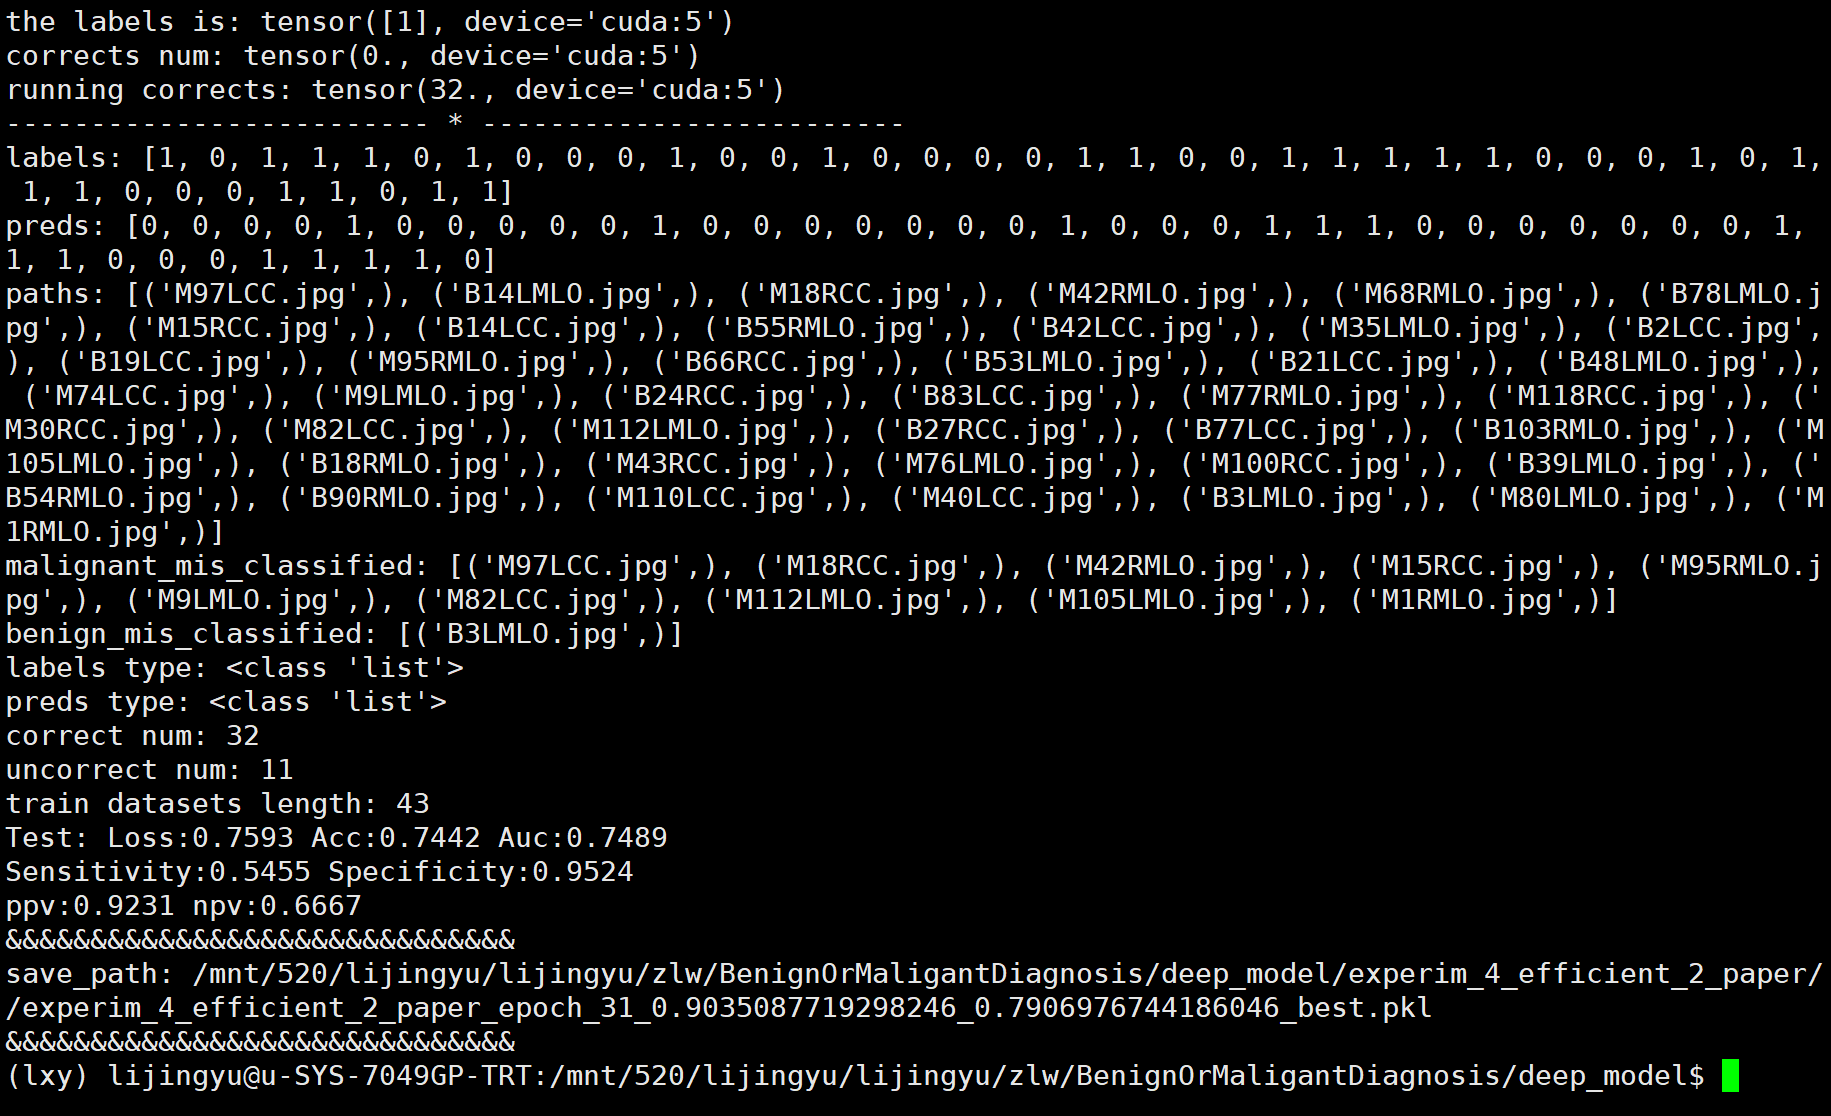 the labels is: tensor([1], device='cuda:5')
corrects num: tensor(0., device='cuda:5')
running corrects: tensor(32., device='cuda:5')
------------------------- * -------------------------
labels: [1, 0, 1, 1, 1, 0, 1, 0, 0, 0, 1, 0, 0, 1, 0, 0, 0, 0, 1, 1, 0, 0, 1, 1, 1, 1, 1, 0, 0, 0, 1, 0, 1,
 1, 1, 0, 0, 0, 1, 1, 0, 1, 1]
preds: [0, 0, 0, 0, 1, 0, 0, 0, 0, 0, 1, 0, 0, 0, 0, 0, 0, 0, 1, 0, 0, 0, 1, 1, 1, 0, 0, 0, 0, 0, 0, 0, 1,
1, 1, 0, 0, 0, 1, 1, 1, 1, 0]
paths: [('M97LCC.jpg',), ('B14LMLO.jpg',), ('M18RCC.jpg',), ('M42RMLO.jpg',), ('M68RMLO.jpg',), ('B78LMLO.j
pg',), ('M15RCC.jpg',), ('B14LCC.jpg',), ('B55RMLO.jpg',), ('B42LCC.jpg',), ('M35LMLO.jpg',), ('B2LCC.jpg',
), ('B19LCC.jpg',), ('M95RMLO.jpg',), ('B66RCC.jpg',), ('B53LMLO.jpg',), ('B21LCC.jpg',), ('B48LMLO.jpg',),
 ('M74LCC.jpg',), ('M9LMLO.jpg',), ('B24RCC.jpg',), ('B83LCC.jpg',), ('M77RMLO.jpg',), ('M118RCC.jpg',), ('
M30RCC.jpg',), ('M82LCC.jpg',), ('M112LMLO.jpg',), ('B27RCC.jpg',), ('B77LCC.jpg',), ('B103RMLO.jpg',), ('M
105LMLO.jpg',), ('B18RMLO.jpg',), ('M43RCC.jpg',), ('M76LMLO.jpg',), ('M100RCC.jpg',), ('B39LMLO.jpg',), ('
B54RMLO.jpg',), ('B90RMLO.jpg',), ('M110LCC.jpg',), ('M40LCC.jpg',), ('B3LMLO.jpg',), ('M80LMLO.jpg',), ('M
1RMLO.jpg',)]
malignant_mis_classified: [('M97LCC.jpg',), ('M18RCC.jpg',), ('M42RMLO.jpg',), ('M15RCC.jpg',), ('M95RMLO.j
pg',), ('M9LMLO.jpg',), ('M82LCC.jpg',), ('M112LMLO.jpg',), ('M105LMLO.jpg',), ('M1RMLO.jpg',)]
benign_mis_classified: [('B3LMLO.jpg',)]
labels type: <class 'list'>
preds type: <class 'list'>
correct num: 32
uncorrect num: 11
train datasets length: 43
Test: Loss:0.7593 Acc:0.7442 Auc:0.7489
Sensitivity:0.5455 Specificity:0.9524
ppv:0.9231 npv:0.6667
&&&&&&&&&&&&&&&&&&&&&&&&&&&&&&
save_path: /mnt/520/lijingyu/lijingyu/zlw/BenignOrMaligantDiagnosis/deep_model/experim_4_efficient_2_paper/
/experim_4_efficient_2_paper_epoch_31_0.9035087719298246_0.7906976744186046_best.pkl
&&&&&&&&&&&&&&&&&&&&&&&&&&&&&&
(lxy) lijingyu@u-SYS-7049GP-TRT:/mnt/520/lijingyu/lijingyu/zlw/BenignOrMaligantDiagnosis/deep_model$